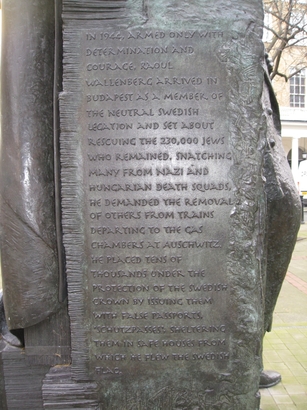 IN 1944, ARMED ONLY WITH
DETERMINATION AND
COURAGE, RAOUL
WALLENBERG ARRIVED IN
BUDAPEST AS A MEMBER OF
THE NEUTRAL SWEDISH
LEGATION AND SET ABOUT
RESCUING THE 230,000 JEWS
WHO REMAINED, SNATCHING
MANY FROM NAZI AND
HUNGARIAN DEATH SQUADS,
HE DEMANDED THE REMOVAL
OF OTHERS FROM TRAINS
DEPARTING TO THE GAS
CHAMBERS AT AUSCHWITZ.
HE PLACED TENS OF
THOUSANDS UNDER THE
PROTECTION OF THE SWEDISH
CROWN BY ISSUING THEM
WITH FALSE PASSPORTS,
'SCHUTZPASSES', SHELTERING
THEM IN SAFE HOUSES FROM
WHICH HE FLEW THE SWEDISH
FLAG.